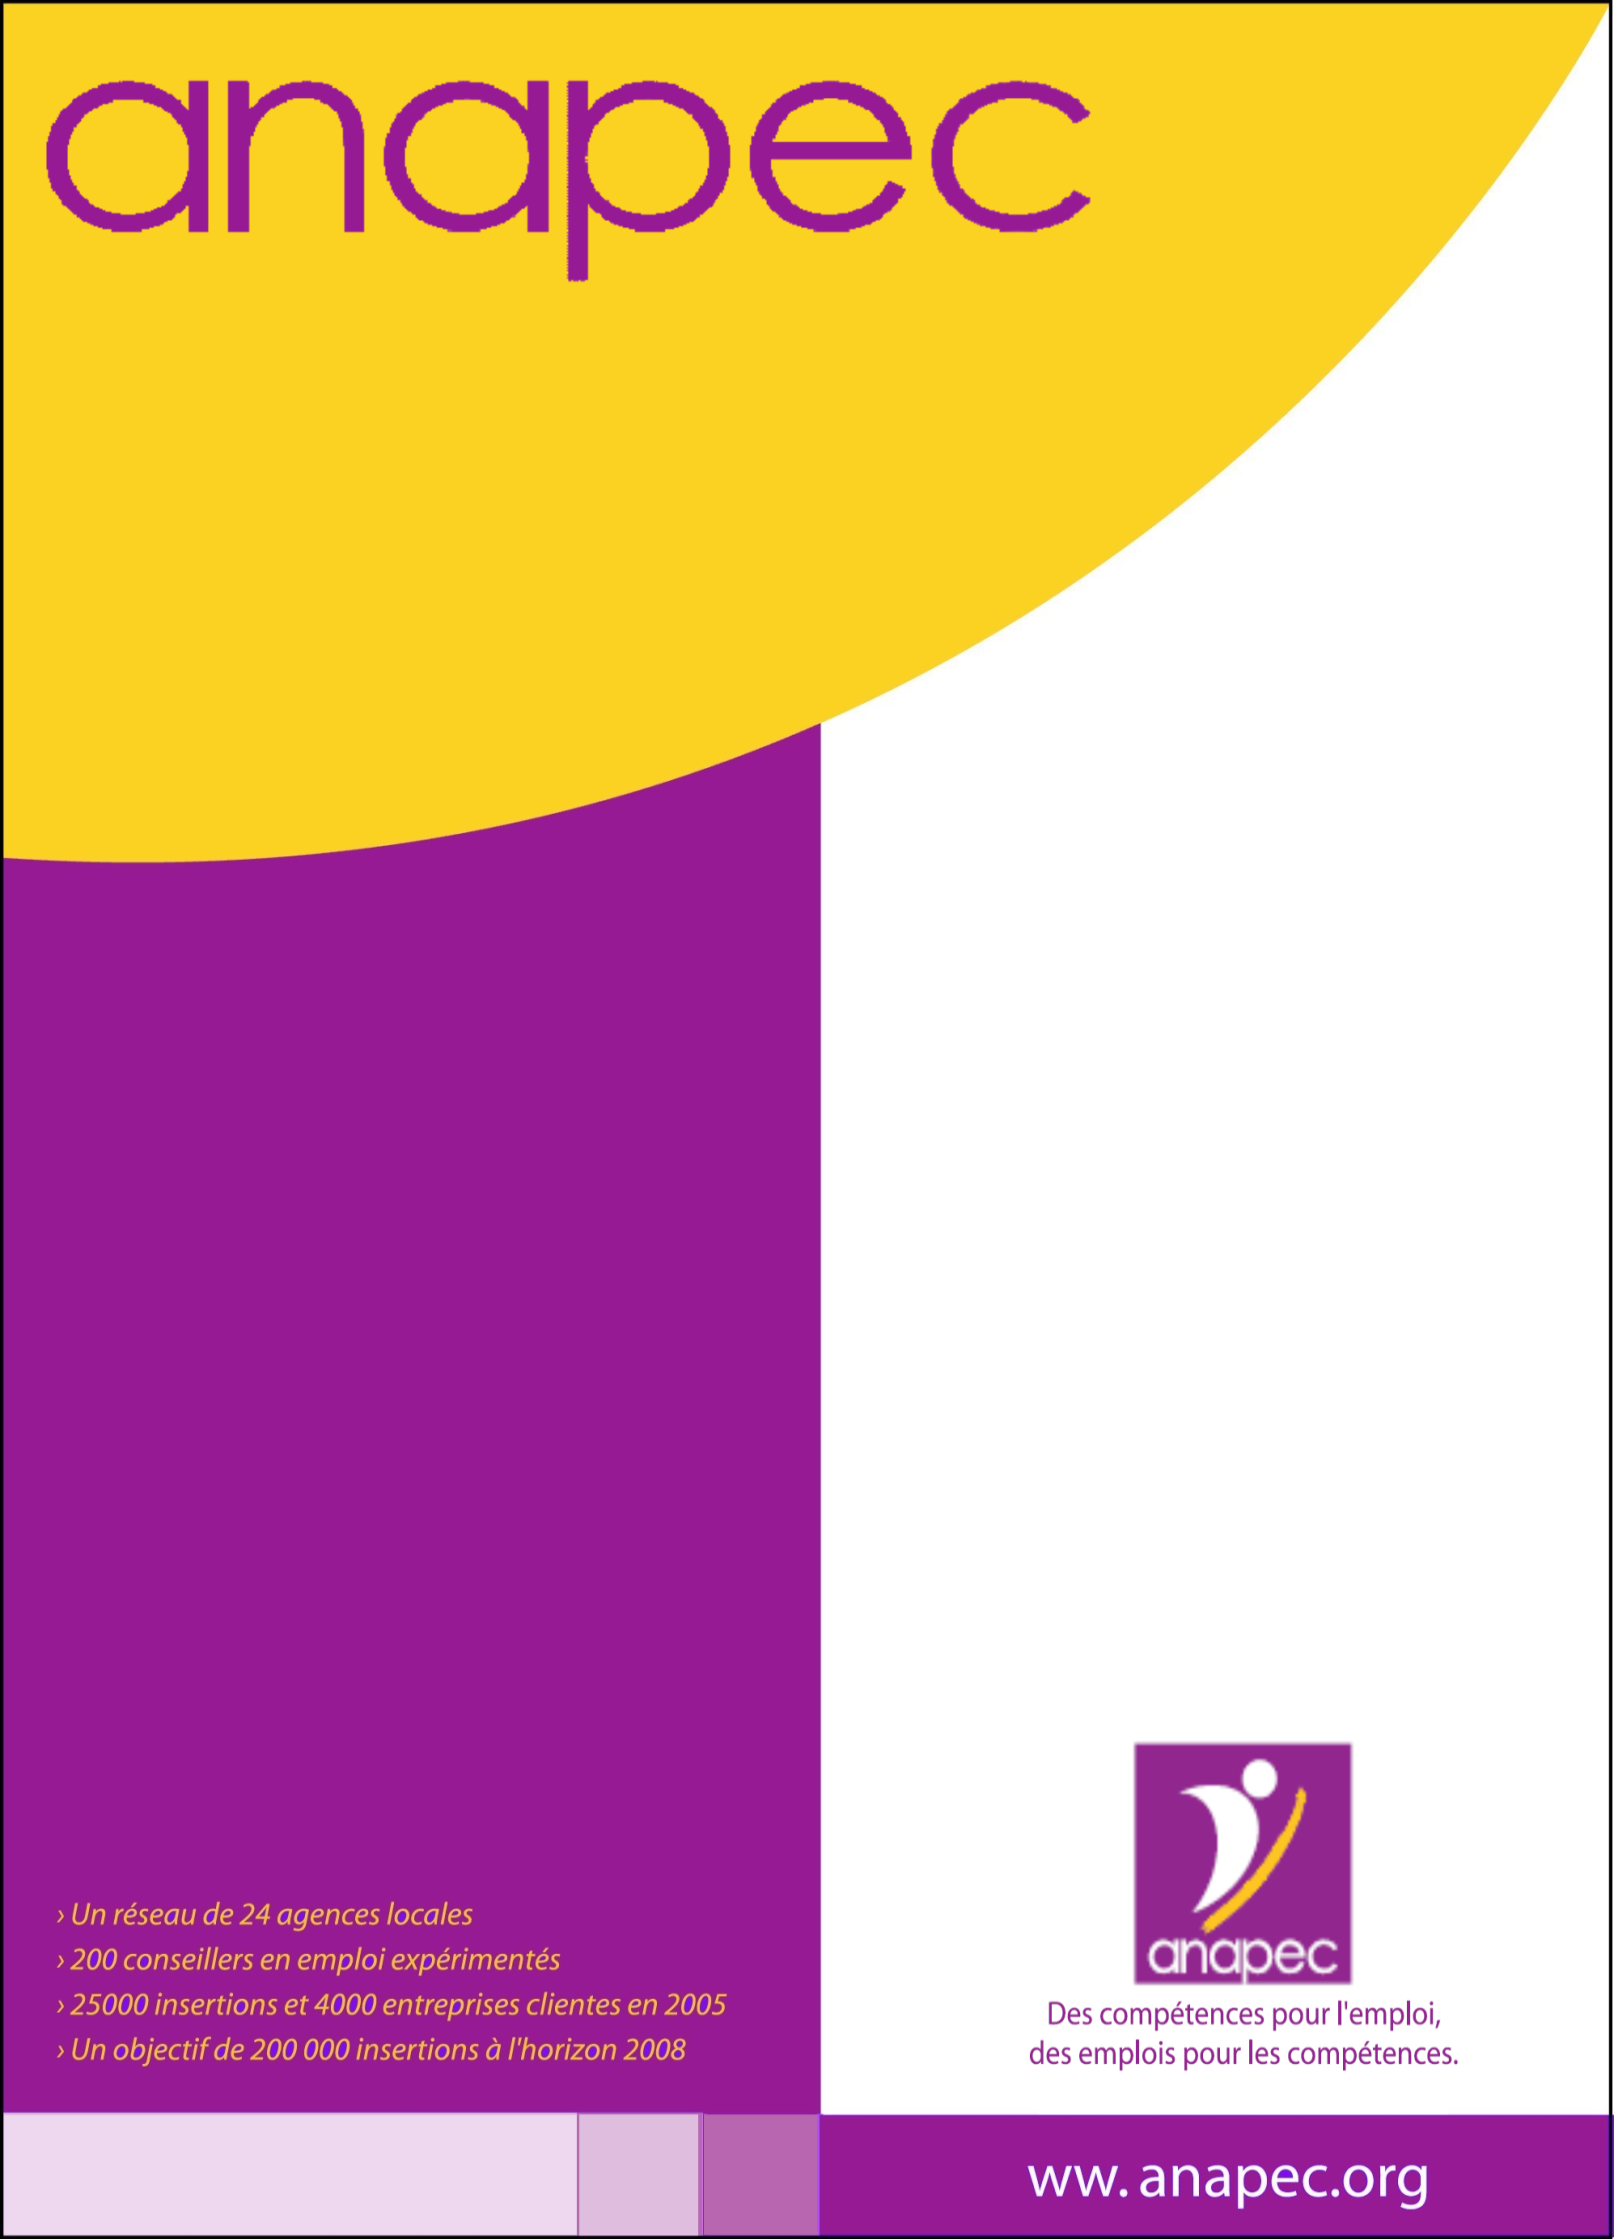 anapec
› Un réseau de 24 agences locales
› 200 conseillers en emploi expérimentés
› 25000 insertions et 4000 entreprises clientes en 2005
› Un objectif de 200 000 insertions à l'horizon 2008
anapec
Des compétences pour l'emploi,
des emplois pour les compétences.
ww. anapec.org